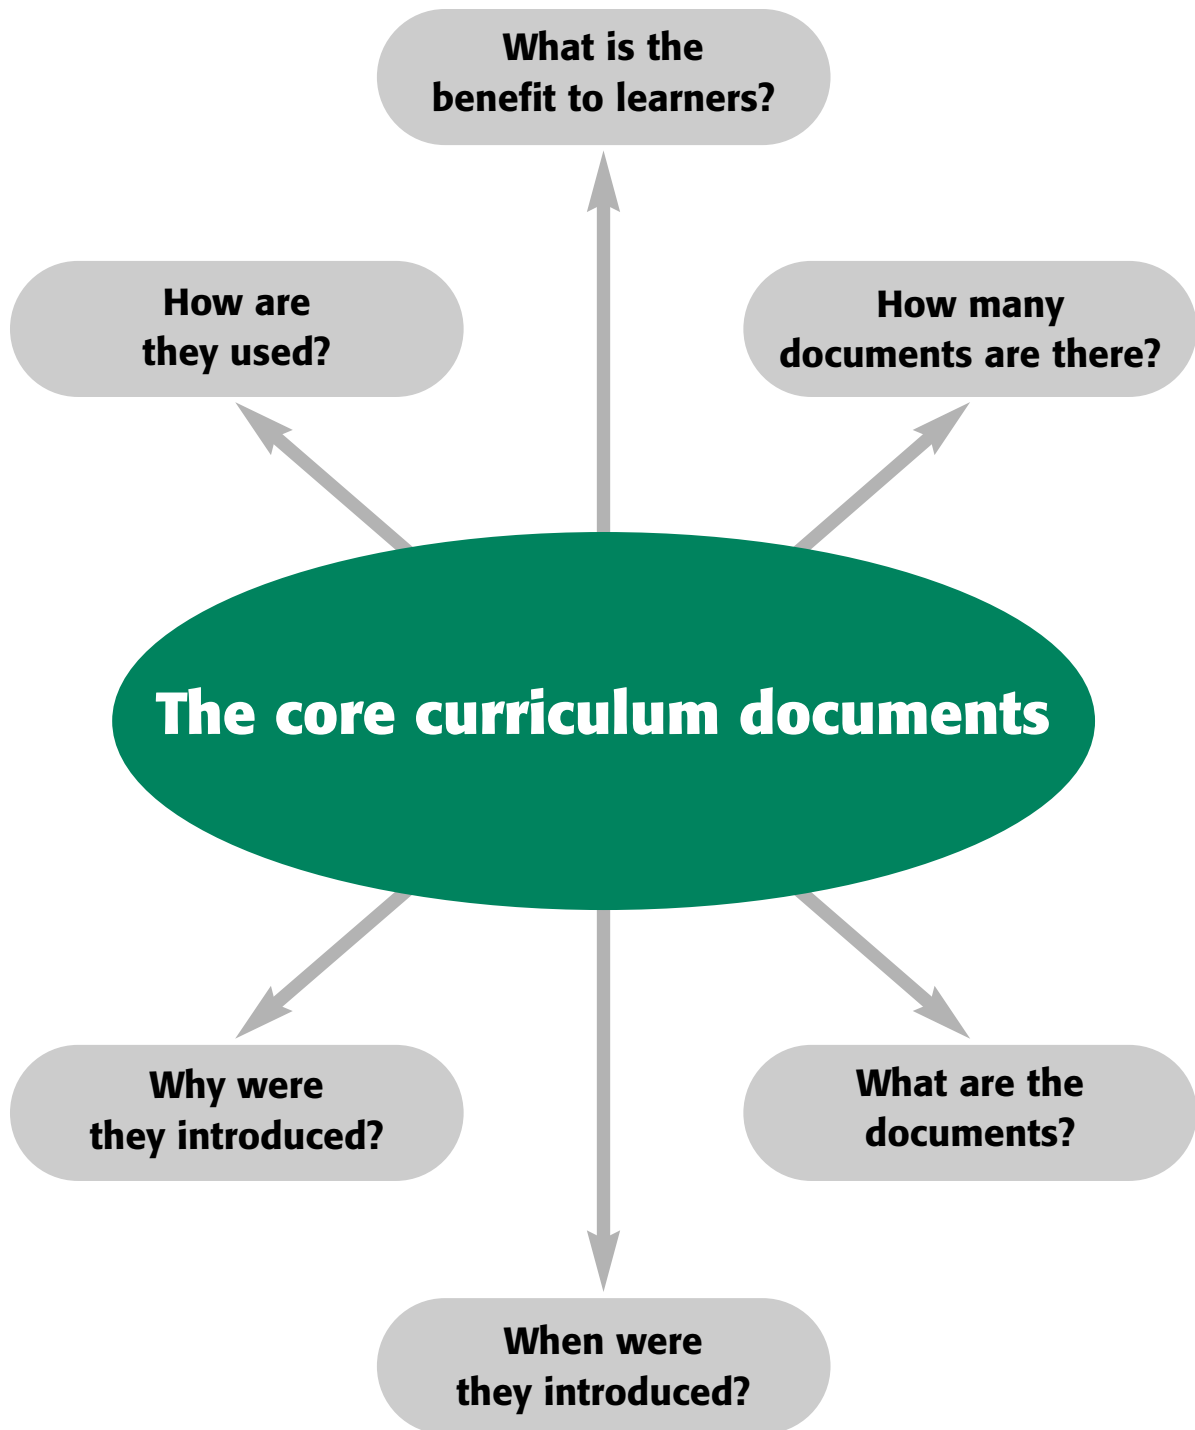 What is the
benefit to learners?
How are
they used?
How many
documents are there?
The core curriculum documents
Why were
they introduced?
What are the
documents?
When were
they introduced?